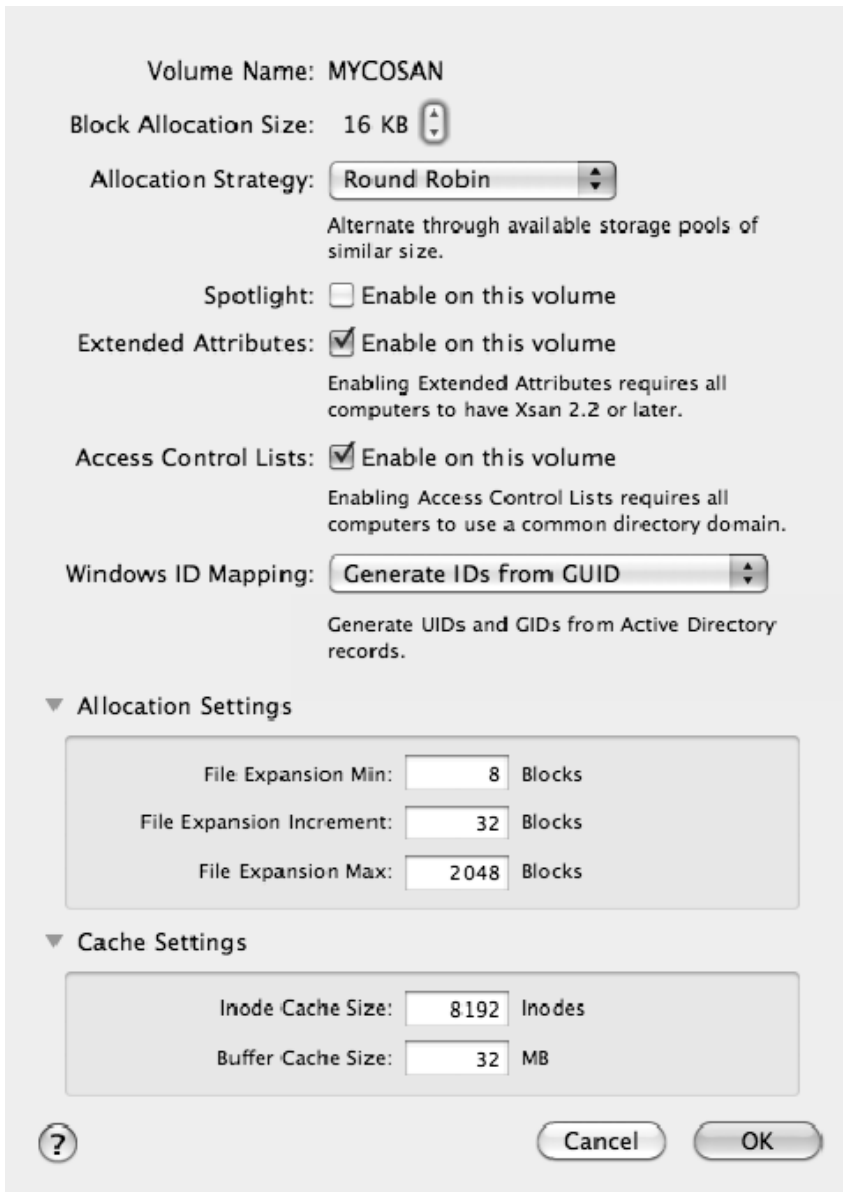 Volume Name: MYCOSAN
Block Allocation Size: 16 KB
Allocation Strategy: Round Robin
Alternate through available storage pools of
similar size.
Spotlight: Enable on this volume
Extended Attributes: Enable on this volume
Enabling Extended Attributes requires all
computers to have Xsan 2.2 or later.
Access Control Lists: Enable on this volume
Enabling Access Control Lists requires all
computers to use a common directory domain.
Windows ID Mapping: Generate IDs from GUID
Generate UIDs and GIDs from Active Directory
records.
Allocation Settings
File Expansion Min: 8 Blocks
File Expansion Increment: 32 Blocks
File Expansion Max: 2048 Blocks
Cache Settings
Inode Cache Size: 8192 Inodes
Buffer Cache Size: 32 MB
? Cancel OK